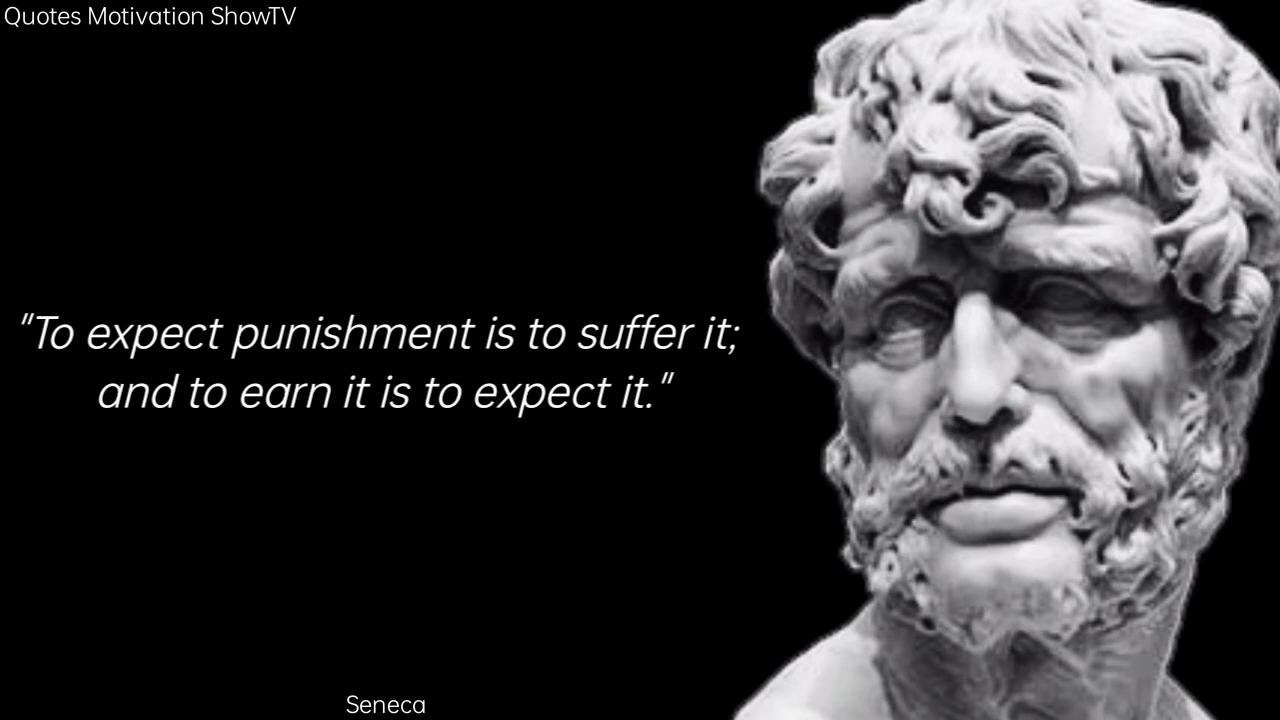 Quotes Motivation ShowTV
"To expect punishment is to suffer it;
and to earn it is to expect it."
Seneca